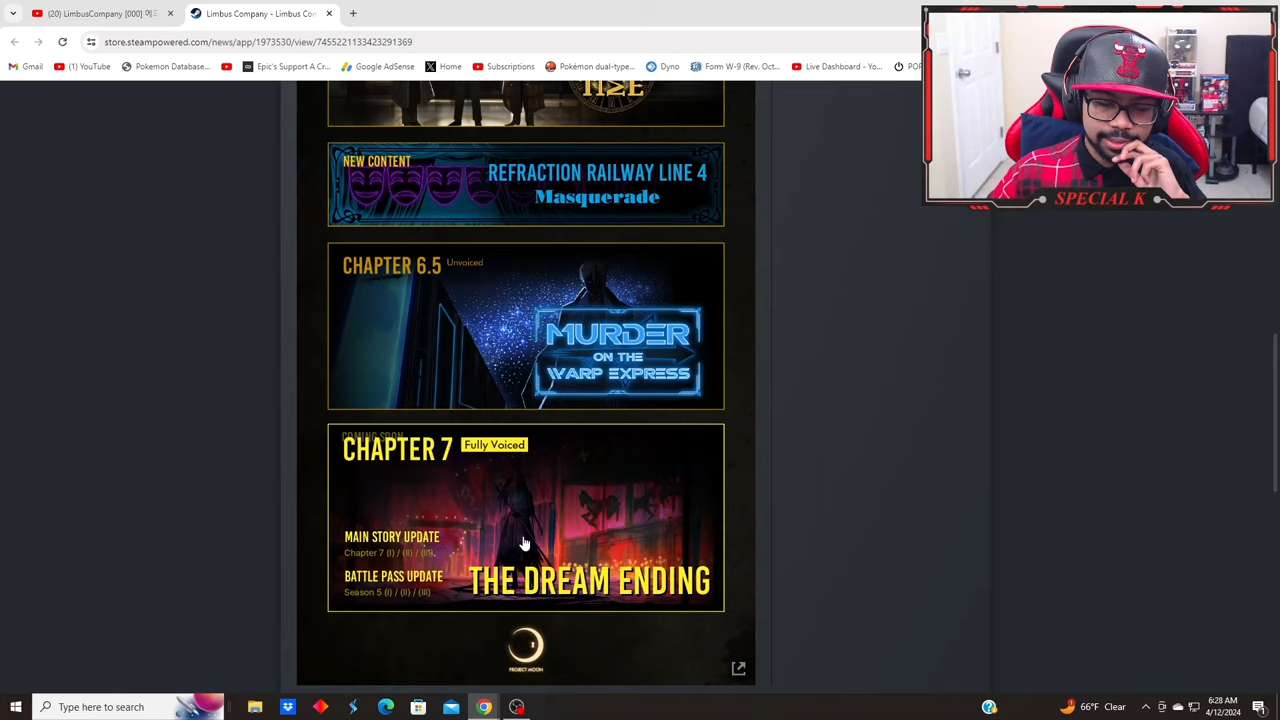 (20) LimbusCompany [000]
Limbus Company - Limbus Com
store.steampowered.com/news/app/1973530/view/7455221133423291368
Gmail
(1) YouTube
Pokemon Database...
Epic's Support A Cr...
Google AdSense
Home
Subscriptions
Pokémon dual-type...
Dyno
Form W-9 (Rev. Oct...
Live Dashboard - Yo...
NEW CONTENT
REFRACTION RAILWAY LINE 4
Masquerade
CHAPTER 6.5 Unvoiced
MURDER
ON THE
WARP EXPRESS
COMING SOON
CHAPTER 7 Fully Voiced
MAIN STORY UPDATE
Chapter 7 (I) / (II) / (III)
BATTLE PASS UPDATE
Season 5 (I) / (II) / (III)
THE DREAM ENDING
PROJECT MOON
SPECIAL K
Type here to search
66°F Clear
6:28 AM
4/12/2024